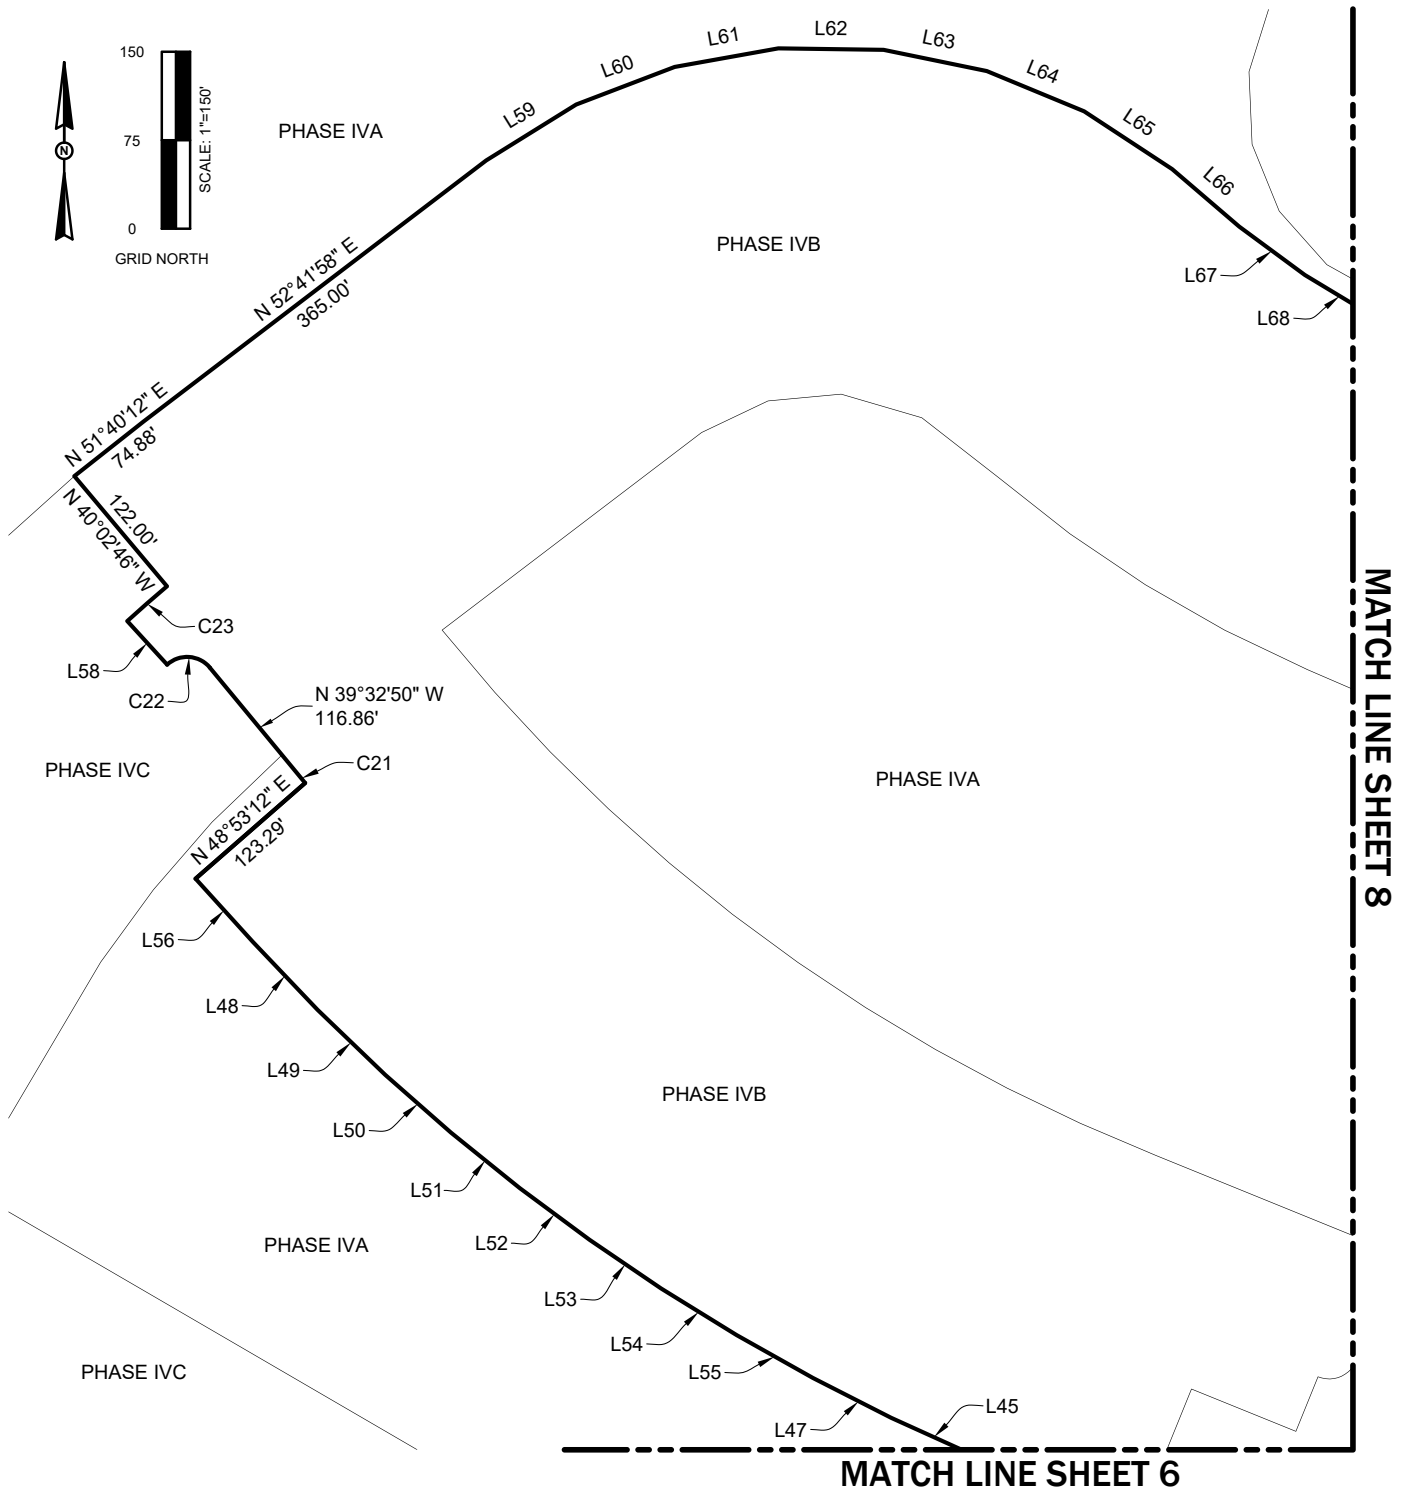 150
75
0
SCALE: 1"=150'
N
GRID NORTH
PHASE IVA
L59
L60
L61
L62
L63
L64
L65
L66
L67
L68
PHASE IVB
N 52°41'58" E
365.00'
N 51°40'12" E
74.88'
122.00'
N 40°02'46" W
C23
L58
C22
N 39°32'50" W
116.86'
C21
PHASE IVC
N 48°53'12" E
123.29'
PHASE IVA
MATCH LINE SHEET 8
L56
L48
L49
L50
L51
L52
L53
L54
L55
L47
L45
PHASE IVB
PHASE IVA
PHASE IVC
MATCH LINE SHEET 6